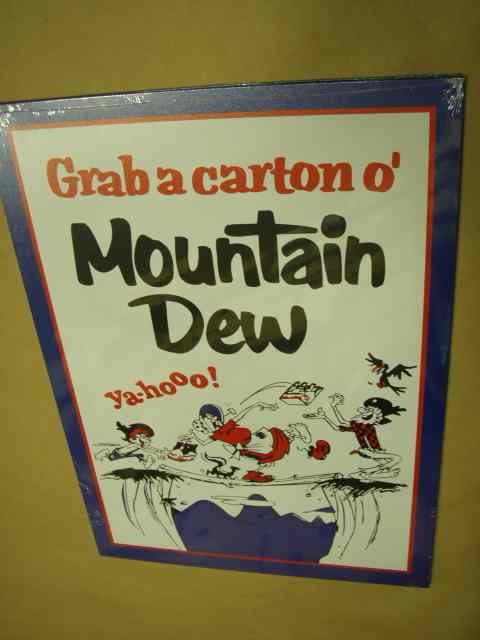 Grab a carton o'
Mountain
Dew
ya-hooo!